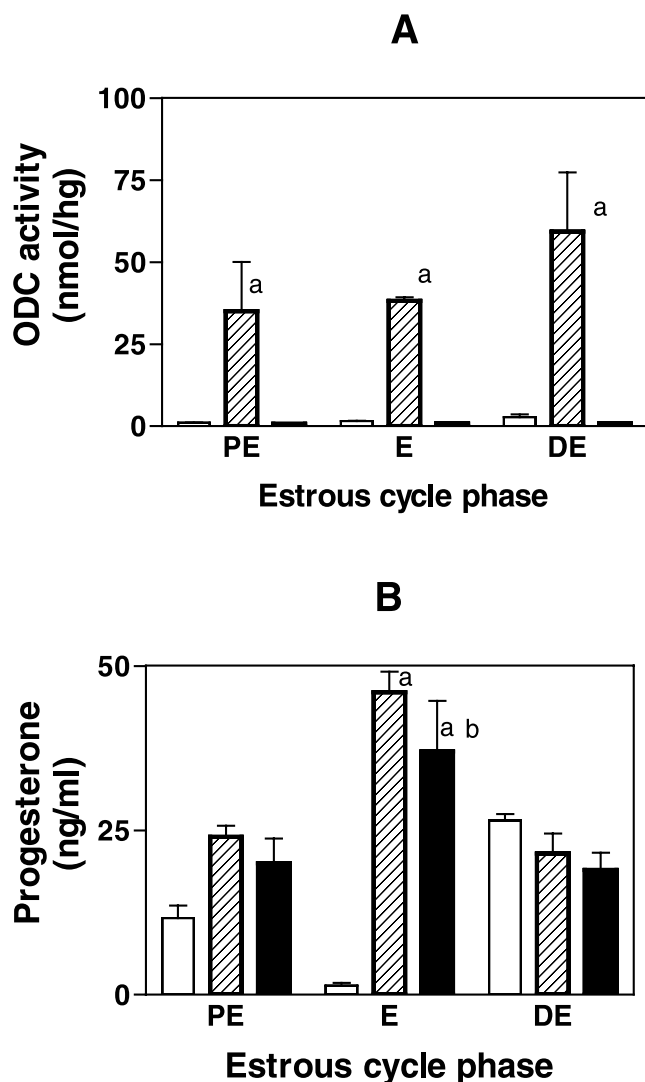 A
ODC activity
(nmol/hg)
100
75
50
25
0
a
a
a
PE
E
DE
Estrous cycle phase
B
Progesterone
(ng/ml)
50
25
0
a
a b
PE
E
DE
Estrous cycle phase